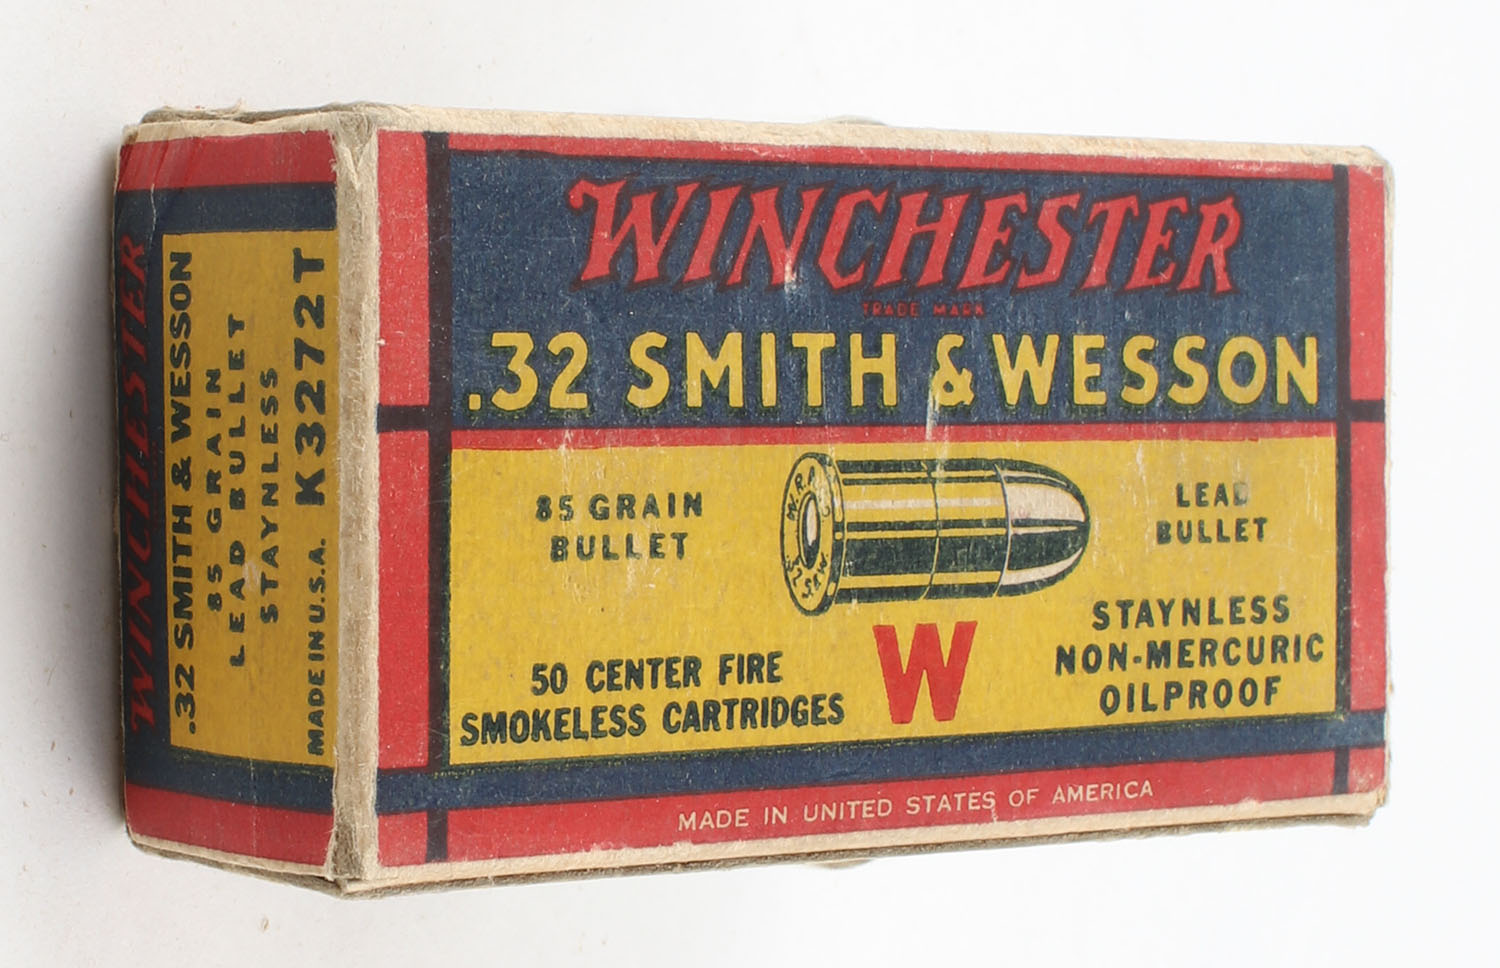 WINCHESTER
TRADE MARK
.32 SMITH & WESSON
85 GRAIN
BULLET
W.R.A.
.32 S&W
LEAD
BULLET
50 CENTER FIRE
SMOKELESS CARTRIDGES
W
STAYNLESS
NON-MERCURIC
OILPROOF
MADE IN UNITED STATES OF AMERICA
WINCHESTER
.32 SMITH & WESSON
85 GRAIN
LEAD BULLET
STAYNLESS
MADE IN U.S.A. K3272T